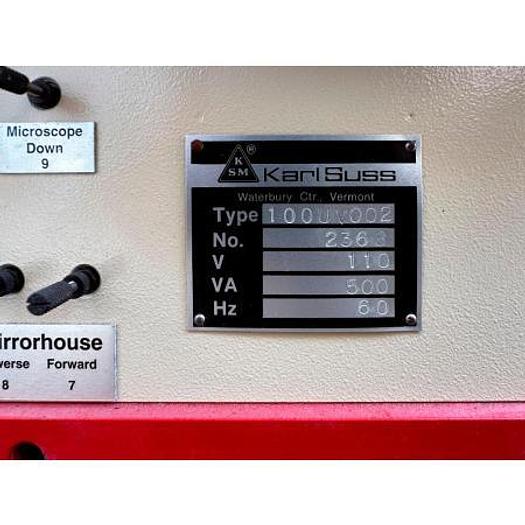 Microscope
Down
9
K
SM
®
Karl Suss
Waterbury Ctr., Vermont
Type 100UV002
No. 2363
V 110
VA 500
Hz 60
irrorhouse
verse Forward
8 7